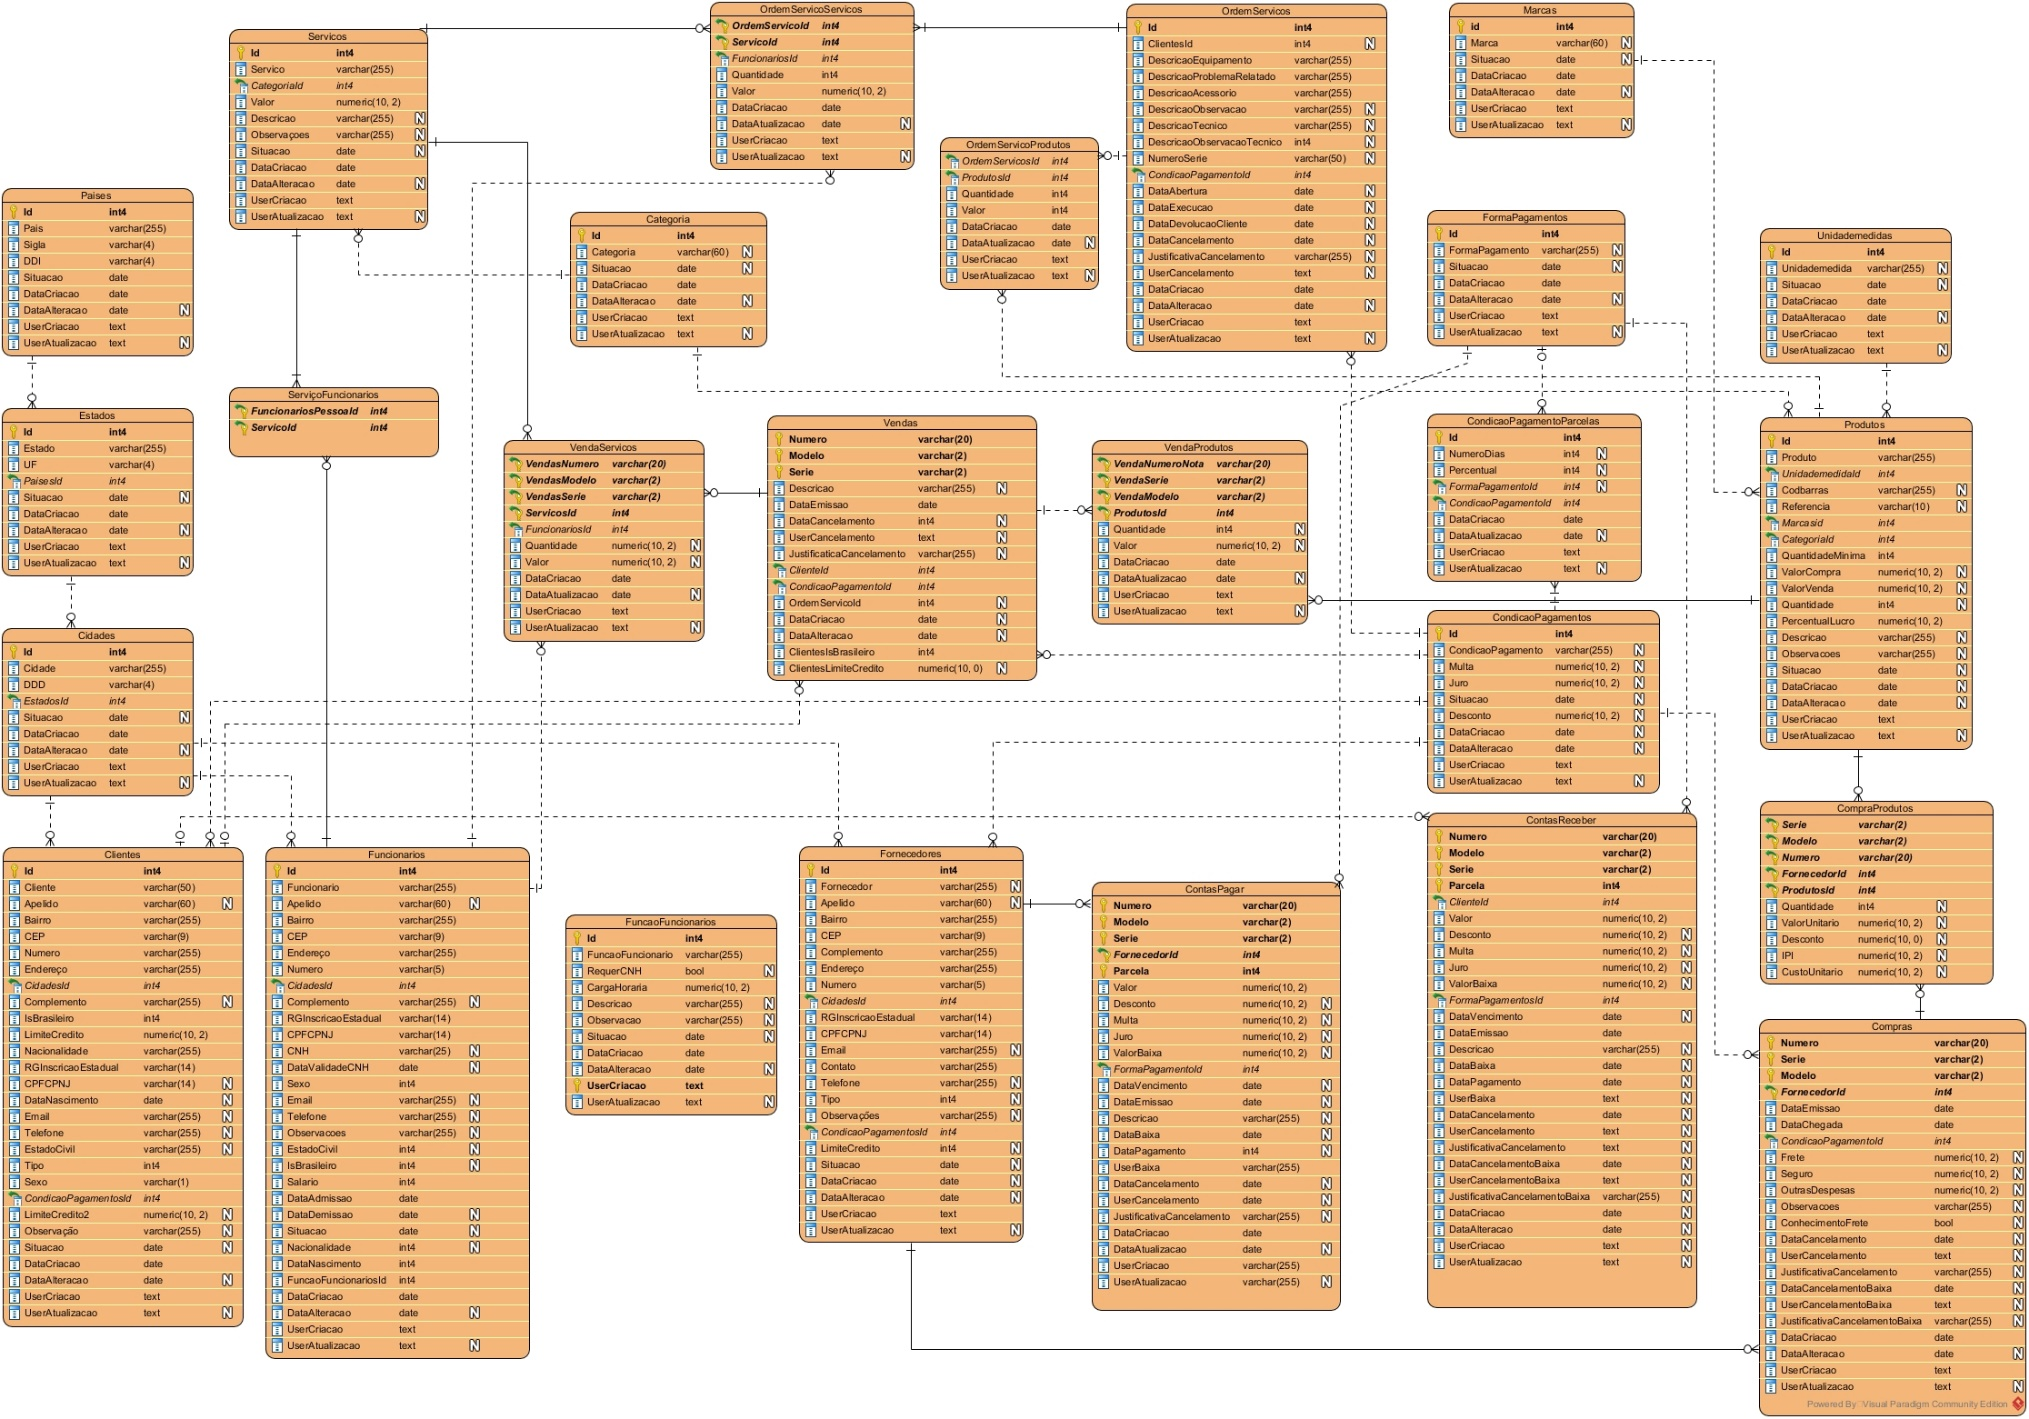 Servicos
Id int4
Servico varchar(255)
CategoriaId int4
Valor numeric(10, 2)
Descricao varchar(255) N
Observaçoes varchar(255) N
Situacao date N
DataCriacao date
DataAlteracao date N
UserCriacao text
UserAtualizacao text N
OrdemServicoServicos
OrdemServicoId int4
ServicoId int4
FuncionariosId int4
Quantidade int4
Valor numeric(10, 2)
DataCriacao date
DataAtualizacao date N
UserCriacao text
UserAtualizacao text N
OrdemServicos
Id int4
ClientesId int4 N
DescricaoEquipamento varchar(255)
DescricaoProblemaRelatado varchar(255)
DescricaoAcessorio varchar(255)
DescricaoObservacao varchar(255) N
DescricaoTecnico varchar(255) N
DescricaoObservacaoTecnico int4 N
NumeroSerie varchar(50) N
CondicaoPagamentoId int4
DataAbertura date N
DataExecucao date N
DataDevolucaoCliente date N
DataCancelamento date N
JustificativaCancelamento varchar(255) N
UserCancelamento text N
DataCriacao date
DataAlteracao date N
UserCriacao text
UserAtualizacao text N
Marcas
id int4
Marca varchar(60) N
Situacao date N
DataCriacao date
DataAlteracao date N
UserCriacao text
UserAtualizacao text N
OrdemServicoProdutos
OrdemServicosId int4
ProdutosId int4
Quantidade int4
Valor int4
DataCriacao date
DataAtualizacao date N
UserCriacao text
UserAtualizacao text N
Paises
Id int4
Pais varchar(255)
Sigla varchar(4)
DDI varchar(4)
Situacao date
DataCriacao date
DataAlteracao date N
UserCriacao text
UserAtualizacao text N
Categoria
Id int4
Categoria varchar(60) N
Situacao date N
DataCriacao date
DataAlteracao date N
UserCriacao text
UserAtualizacao text N
FormaPagamentos
Id int4
FormaPagamento varchar(255) N
Situacao date N
DataCriacao date
DataAlteracao date N
UserCriacao text
UserAtualizacao text N
Unidademedidas
Id int4
Unidademedida varchar(255) N
Situacao date N
DataCriacao date
DataAlteracao date N
UserCriacao text
UserAtualizacao text N
ServiçoFuncionarios
FuncionariosPessoaId int4
ServicoId int4
Estados
Id int4
Estado varchar(255)
UF varchar(4)
PaisesId int4
Situacao date N
DataCriacao date
DataAlteracao date N
UserCriacao text
UserAtualizacao text N
VendaServicos
VendasNumero varchar(20)
VendasModelo varchar(2)
VendasSerie varchar(2)
ServicosId int4
FuncionariosId int4
Quantidade numeric(10, 2) N
Valor numeric(10, 2) N
DataCriacao date
DataAtualizacao date N
UserCriacao text
UserAtualizacao text N
Vendas
Numero varchar(20)
Modelo varchar(2)
Serie varchar(2)
Descricao varchar(255) N
DataEmissao date
DataCancelamento int4 N
UserCancelamento text N
JustificaticaCancelamento varchar(255) N
ClienteId int4
CondicaoPagamentoId int4
OrdemServicoId int4 N
DataCriacao date N
DataAlteracao date N
ClientesIsBrasileiro int4
ClientesLimiteCredito numeric(10, 0) N
VendaProdutos
VendaNumeroNota varchar(20)
VendaSerie varchar(2)
VendaModelo varchar(2)
ProdutosId int4
Quantidade int4 N
Valor numeric(10, 2) N
DataCriacao date
DataAtualizacao date N
UserCriacao text
UserAtualizacao text N
CondicaoPagamentoParcelas
Id int4
NumeroDias int4 N
Percentual int4 N
FormaPagamentoId int4 N
CondicaoPagamentoId int4
DataCriacao date
DataAtualizacao date N
UserCriacao text
UserAtualizacao text N
Produtos
Id int4
Produto varchar(255)
UnidademedidaId int4
Codbarras varchar(255) N
Referencia varchar(10) N
Marcasid int4
CategoriaId int4
QuantidadeMinima int4
ValorCompra numeric(10, 2) N
ValorVenda numeric(10, 2) N
Quantidade int4 N
PercentualLucro numeric(10, 2)
Descricao varchar(255) N
Observacoes varchar(255) N
Situacao date N
DataCriacao date N
DataAlteracao date N
UserCriacao text
UserAtualizacao text N
Cidades
Id int4
Cidade varchar(255)
DDD varchar(4)
EstadosId int4
Situacao date N
DataCriacao date
DataAlteracao date N
UserCriacao text
UserAtualizacao text N
CondicaoPagamentos
Id int4
CondicaoPagamento varchar(255) N
Multa numeric(10, 2) N
Juro numeric(10, 2) N
Situacao date N
Desconto numeric(10, 2) N
DataCriacao date N
DataAlteracao date N
UserCriacao text
UserAtualizacao text N
CompraProdutos
Serie varchar(2)
Modelo varchar(2)
Numero varchar(20)
FornecedorId int4
ProdutosId int4
Quantidade int4 N
ValorUnitario numeric(10, 2) N
Desconto numeric(10, 0) N
IPI numeric(10, 2) N
CustoUnitario numeric(10, 2) N
Clientes
Id int4
Cliente varchar(50)
Apelido varchar(60) N
Bairro varchar(255)
CEP varchar(9)
Numero varchar(255)
Endereço varchar(255)
CidadesId int4
Complemento varchar(255) N
IsBrasileiro int4
LimiteCredito numeric(10, 2)
Nacionalidade varchar(255)
RGInscricaoEstadual varchar(14)
CPFCPNJ varchar(14) N
DataNascimento date N
Email varchar(255) N
Telefone varchar(255) N
EstadoCivil varchar(255) N
Tipo int4
Sexo varchar(1)
CondicaoPagamentosId int4
LimiteCredito2 numeric(10, 2) N
Observação varchar(255) N
Situacao date N
DataCriacao date
DataAlteracao date N
UserCriacao text
UserAtualizacao text N
Funcionarios
Id int4
Funcionario varchar(255)
Apelido varchar(60) N
Bairro varchar(255)
CEP varchar(9)
Endereço varchar(255)
Numero varchar(5)
CidadesId int4
Complemento varchar(255) N
RGInscricaoEstadual varchar(14)
CPFCPNJ varchar(14)
CNH varchar(25) N
DataValidadeCNH date N
Sexo int4
Email varchar(255) N
Telefone varchar(255) N
Observacoes varchar(255) N
EstadoCivil int4 N
IsBrasileiro int4 N
Salario int4
DataAdmissao date
DataDemissao date N
Situacao date N
Nacionalidade int4 N
DataNascimento int4
FuncaoFuncionariosId int4
DataCriacao date
DataAlteracao date N
UserCriacao text
UserAtualizacao text N
FuncaoFuncionarios
Id int4
FuncaoFuncionario varchar(255)
RequerCNH bool N
CargaHoraria numeric(10, 2)
Descricao varchar(255) N
Observacao varchar(255) N
Situacao date N
DataCriacao date
DataAlteracao date N
UserCriacao text
UserAtualizacao text N
Fornecedores
Id int4
Fornecedor varchar(255) N
Apelido varchar(60) N
Bairro varchar(255)
CEP varchar(9)
Complemento varchar(255)
Endereço varchar(255)
Numero varchar(5)
CidadesId int4
RGInscricaoEstadual varchar(14)
CPFCPNJ varchar(14)
Email varchar(255) N
Contato varchar(255)
Telefone varchar(255) N
Tipo int4 N
Observações varchar(255) N
CondicaoPagamentosId int4
LimiteCredito int4 N
Situacao date N
DataCriacao date N
DataAlteracao date N
UserCriacao text
UserAtualizacao text N
ContasPagar
Numero varchar(20)
Modelo varchar(2)
Serie varchar(2)
FornecedorId int4
Parcela int4
Valor numeric(10, 2)
Desconto numeric(10, 2) N
Multa numeric(10, 2) N
Juro numeric(10, 2) N
ValorBaixa numeric(10, 2) N
FormaPagamentoId int4
DataVencimento date N
DataEmissao date N
Descricao varchar(255) N
DataBaixa date N
DataPagamento int4 N
UserBaixa varchar(255)
DataCancelamento date N
UserCancelamento date N
JustificativaCancelamento varchar(255) N
DataCriacao date
DataAtualizacao date N
UserCriacao varchar(255)
UserAtualizacao varchar(255) N
ContasReceber
Numero varchar(20)
Modelo varchar(2)
Serie varchar(2)
Parcela int4
ClienteId int4
Valor numeric(10, 2)
Desconto numeric(10, 2) N
Multa numeric(10, 2) N
Juro numeric(10, 2) N
ValorBaixa numeric(10, 2) N
FormaPagamentosId int4
DataVencimento date N
DataEmissao date
Descricao varchar(255) N
DataBaixa date N
DataPagamento date N
UserBaixa text N
DataCancelamento date N
UserCancelamento text N
JustificativaCancelamento text N
DataCancelamentoBaixa date N
UserCancelamentoBaixa text N
JustificativaCancelamentoBaixa varchar(255) N
DataCriacao date N
DataAlteracao date N
UserCriacao text N
UserAtualizacao text N
Compras
Numero varchar(20)
Serie varchar(2)
Modelo varchar(2)
FornecedorId int4
DataEmissao date
DataChegada date
CondicaoPagamentoId int4
Frete numeric(10, 2) N
Seguro numeric(10, 2) N
OutrasDespesas numeric(10, 2) N
Observacoes varchar(255) N
ConhecimentoFrete bool N
DataCancelamento date N
UserCancelamento text N
JustificativaCancelamento varchar(255) N
DataCancelamentoBaixa date N
UserCancelamentoBaixa text N
JustificativaCancelamentoBaixa varchar(255) N
DataCriacao date
DataAlteracao date N
UserCriacao text
UserAtualizacao text N
Powered By Visual Paradigm Community Edition